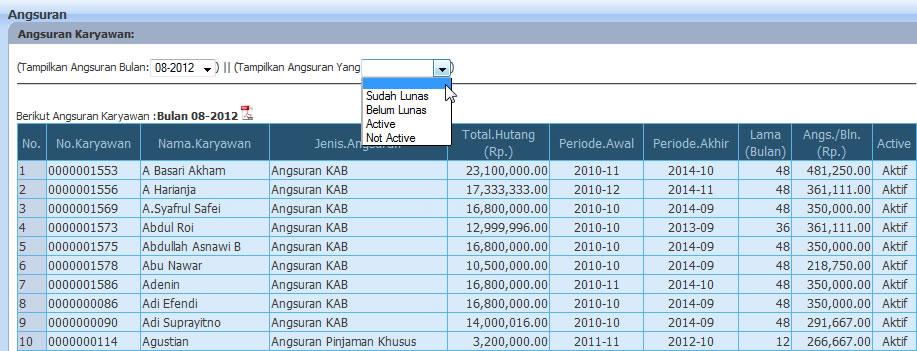 Angsuran
Angsuran Karyawan:
(Tampilkan Angsuran Bulan: 08-2012 ) || (Tampilkan Angsuran Yang )
Sudah Lunas
Belum Lunas
Active
Not Active
Berikut Angsuran Karyawan :Bulan 08-2012
No. No.Karyawan Nama.Karyawan Jenis.Angsuran Total.Hutang (Rp.) Periode.Awal Periode.Akhir Lama (Bulan) Angs./Bln. (Rp.) Active
1 0000001553 A Basari Akham Angsuran KAB 23,100,000.00 2010-11 2014-10 48 481,250.00 Aktif
2 0000001556 A Harianja Angsuran KAB 17,333,333.00 2010-12 2014-11 48 361,111.00 Aktif
3 0000001569 A.Syafrul Safei Angsuran KAB 16,800,000.00 2010-10 2014-09 48 350,000.00 Aktif
4 0000001573 Abdul Roi Angsuran KAB 12,999,996.00 2010-10 2013-09 36 361,111.00 Aktif
5 0000001575 Abdullah Asnawi B Angsuran KAB 16,800,000.00 2010-10 2014-09 48 350,000.00 Aktif
6 0000001578 Abu Nawar Angsuran KAB 10,500,000.00 2010-10 2014-09 48 218,750.00 Aktif
7 0000001586 Adenin Angsuran KAB 16,800,000.00 2010-11 2014-10 48 350,000.00 Aktif
8 0000000086 Adi Efendi Angsuran KAB 16,800,000.00 2010-10 2014-09 48 350,000.00 Aktif
9 0000000090 Adi Suprayitno Angsuran KAB 14,000,016.00 2010-10 2014-09 48 291,667.00 Aktif
10 0000000114 Agustian Angsuran Pinjaman Khusus 3,200,000.00 2011-11 2012-10 12 266,667.00 Aktif